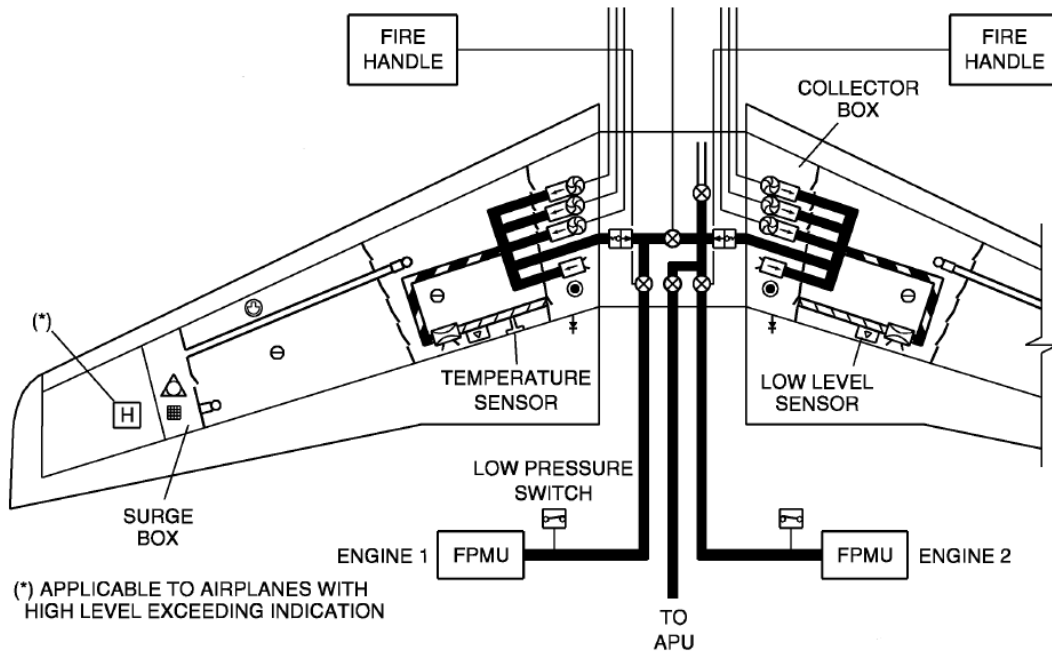 FIRE
HANDLE
FIRE
HANDLE
COLLECTOR
BOX
(*)
H
TEMPERATURE
SENSOR
LOW LEVEL
SENSOR
LOW PRESSURE
SWITCH
SURGE
BOX
ENGINE 1
FPMU
FPMU
ENGINE 2
(*) APPLICABLE TO AIRPLANES WITH
HIGH LEVEL EXCEEDING INDICATION
TO
APU